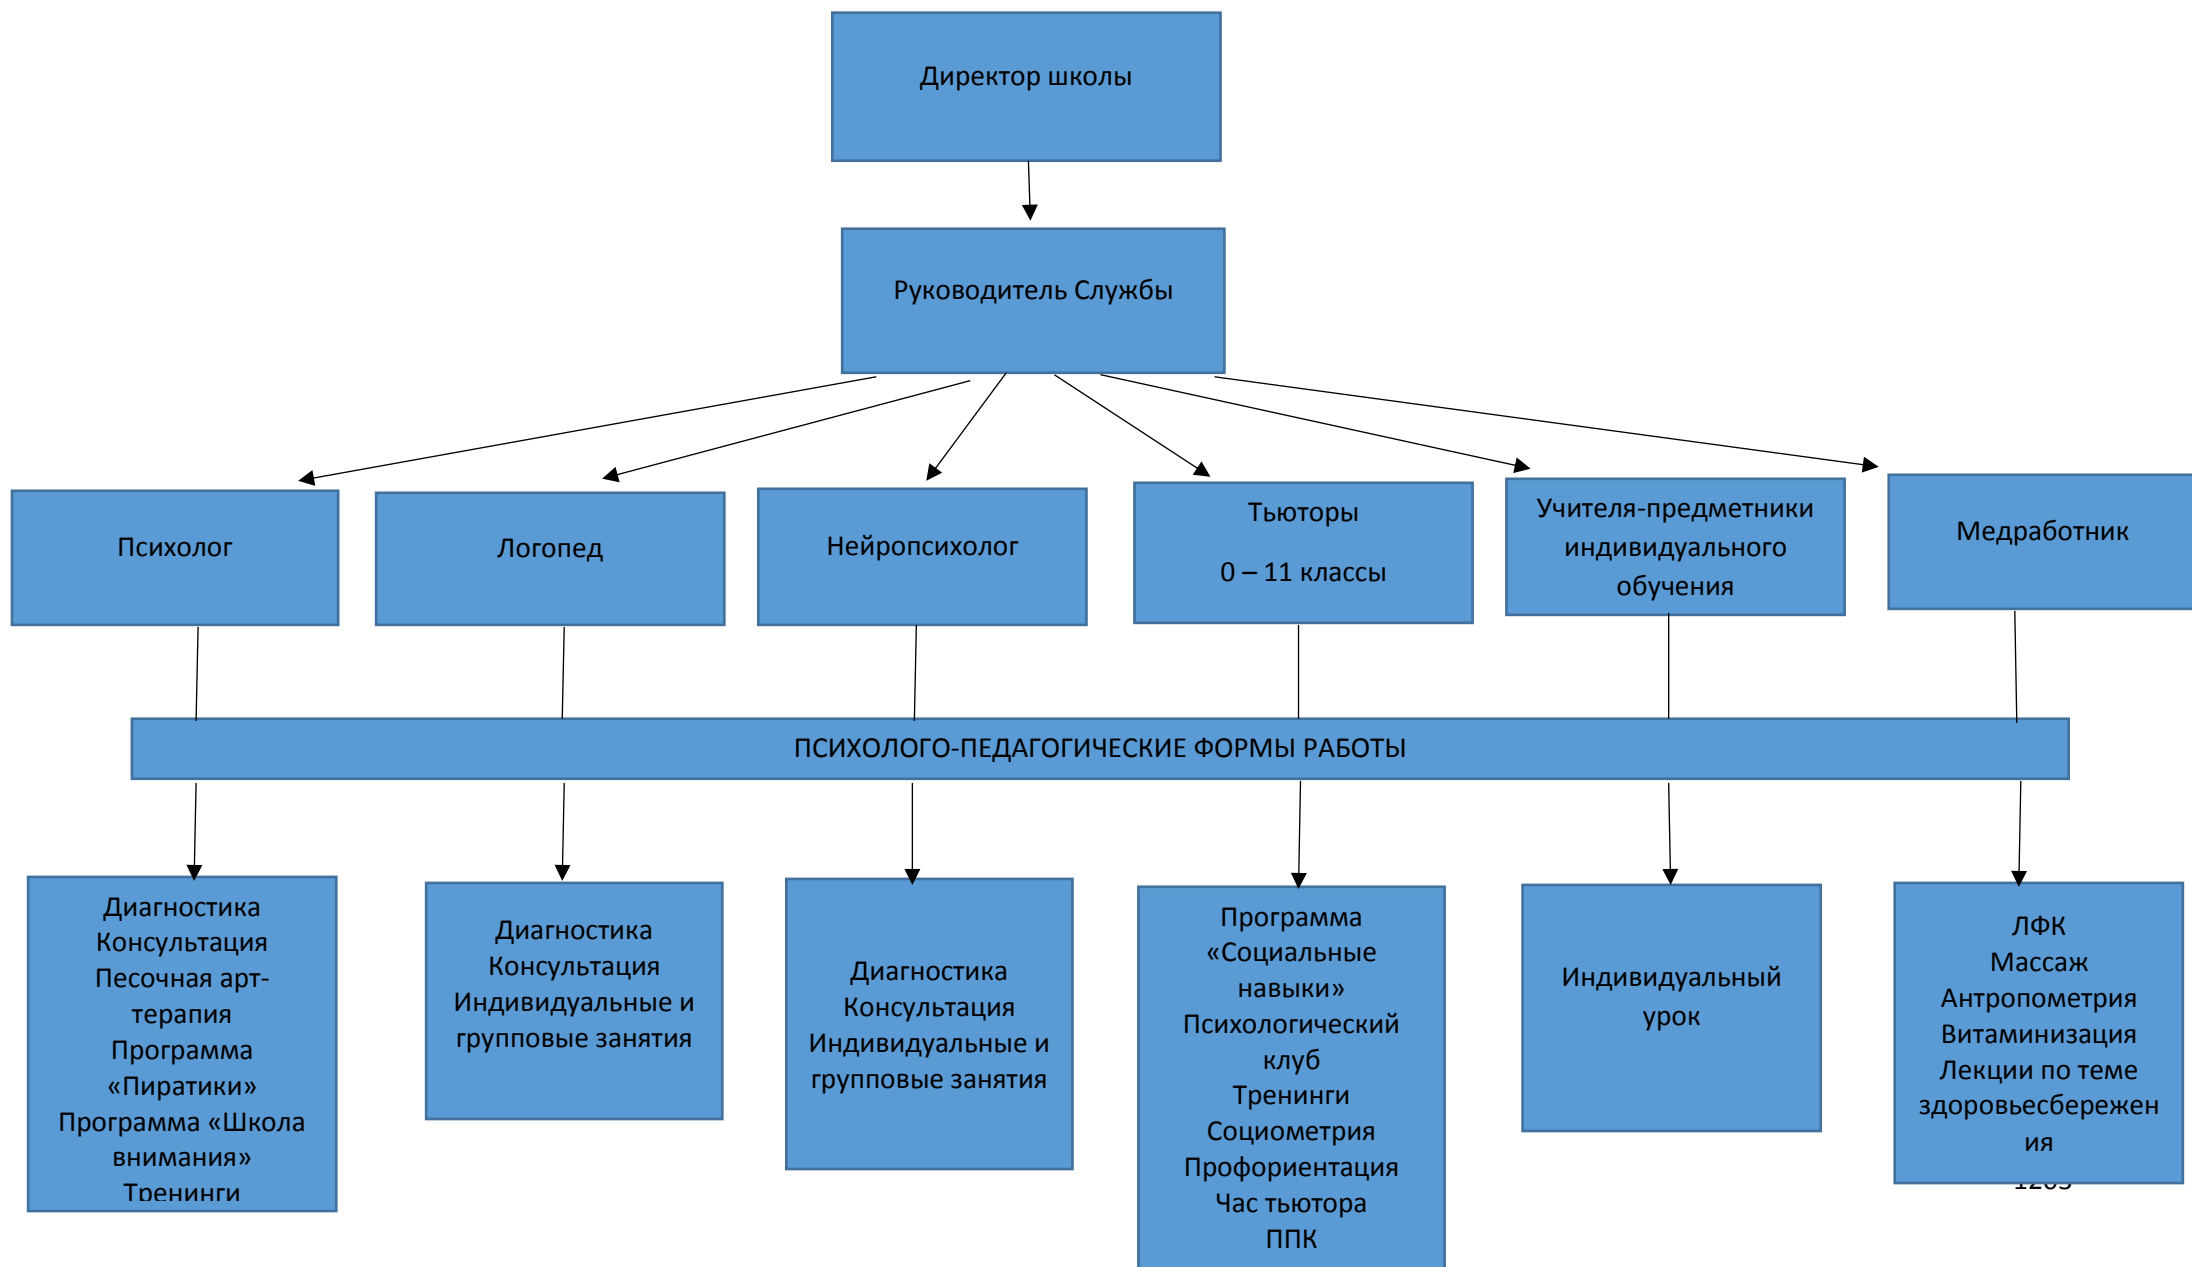 Директор школы
Руководитель Службы
Психолог
Логопед
Нейропсихолог
Тьюторы
0 – 11 классы
Учителя-предметники
индивидуального
обучения
Медработник
ПСИХОЛОГО-ПЕДАГОГИЧЕСКИЕ ФОРМЫ РАБОТЫ
Диагностика
Консультация
Песочная арт-
терапия
Программа
«Пиратики»
Программа «Школа
внимания»
Тренинги
Диагностика
Консультация
Индивидуальные и
групповые занятия
Диагностика
Консультация
Индивидуальные и
групповые занятия
Программа
«Социальные
навыки»
Психологический
клуб
Тренинги
Социометрия
Профориентация
Час тьютора
ППК
Индивидуальный
урок
ЛФК
Массаж
Антропометрия
Витаминизация
Лекции по теме
здоровьесбережен
ия